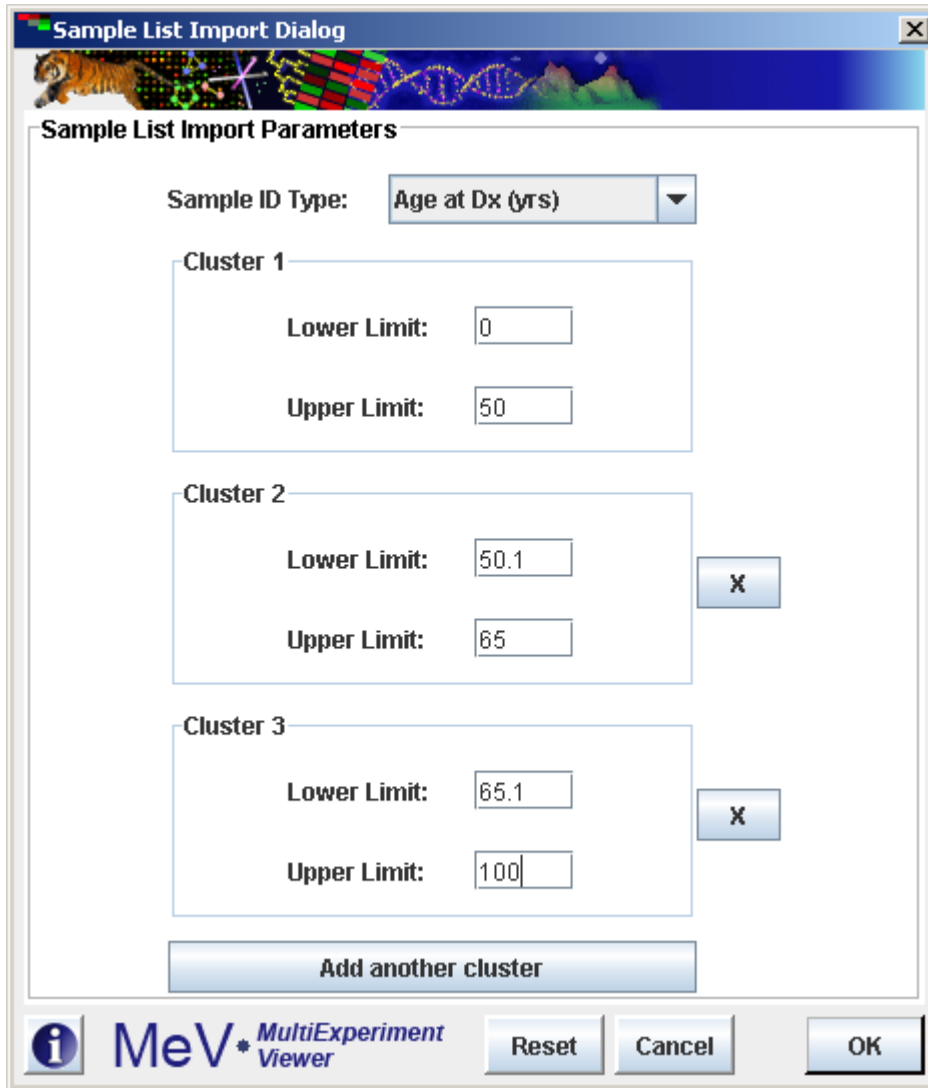 Sample List Import Dialog
Sample List Import Parameters
Sample ID Type: Age at Dx (yrs)
Cluster 1
Lower Limit: 0
Upper Limit: 50
Cluster 2
Lower Limit: 50.1
X
Upper Limit: 65
Cluster 3
Lower Limit: 65.1
X
Upper Limit: 100
Add another cluster
i MeV MultiExperiment Viewer Reset Cancel OK